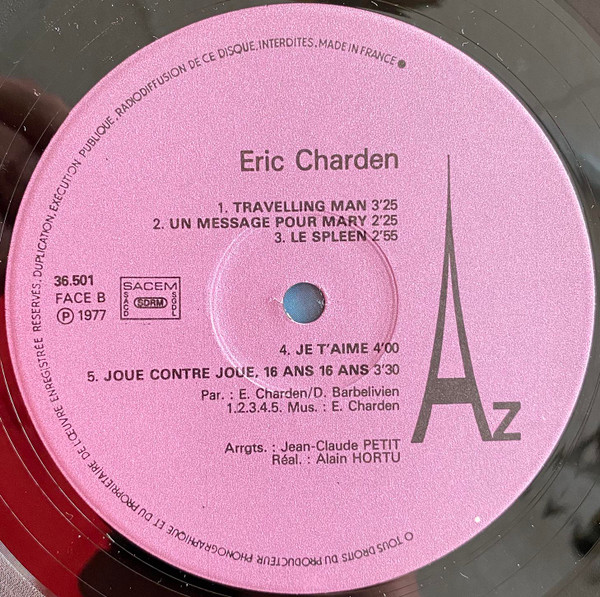 O TOUS DROITS DU PRODUCTEUR PHONOGRAPHIQUE ET DU PROPRIÉTAIRE DE L'ŒUVRE ENREGISTRÉE RÉSERVÉS, DUPLICATION, EXÉCUTION PUBLIQUE, RADIODIFFUSION DE CE DISQUE, INTERDITES. MADE IN FRANCE
Eric Charden
1. TRAVELLING MAN 3'25
2. UN MESSAGE POUR MARY 2'25
3. LE SPLEEN 2'55
36.501
FACE B
℗ 1977
SACEM
SACD SDRM SGDL
4. JE T'AIME 4'00
5. JOUE CONTRE JOUE, 16 ANS 16 ANS 3'30
Par. : E. Charden/D. Barbelivien
1.2.3.4.5. Mus. : E. Charden
Arrgts. : Jean-Claude PETIT
Réal. : Alain HORTU
Az